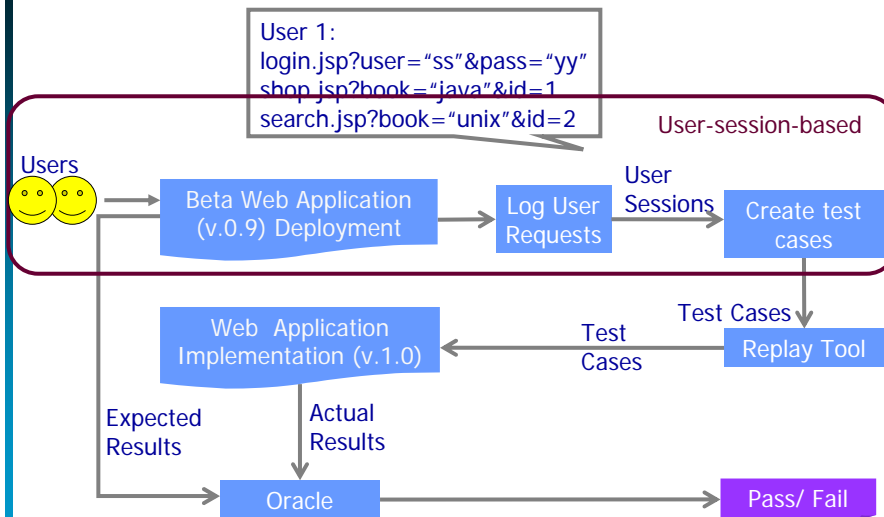 User 1:
login.jsp?user=“ss”&pass=“yy”
shop.jsp?book=“java”&id=1
search.jsp?book=“unix”&id=2
User-session-based
Users
Beta Web Application
(v.0.9) Deployment
Log User
Requests
User
Sessions
Create test
cases
Test Cases
Web Application
Implementation (v.1.0)
Test
Cases
Replay Tool
Expected
Results
Actual
Results
Oracle
Pass/ Fail